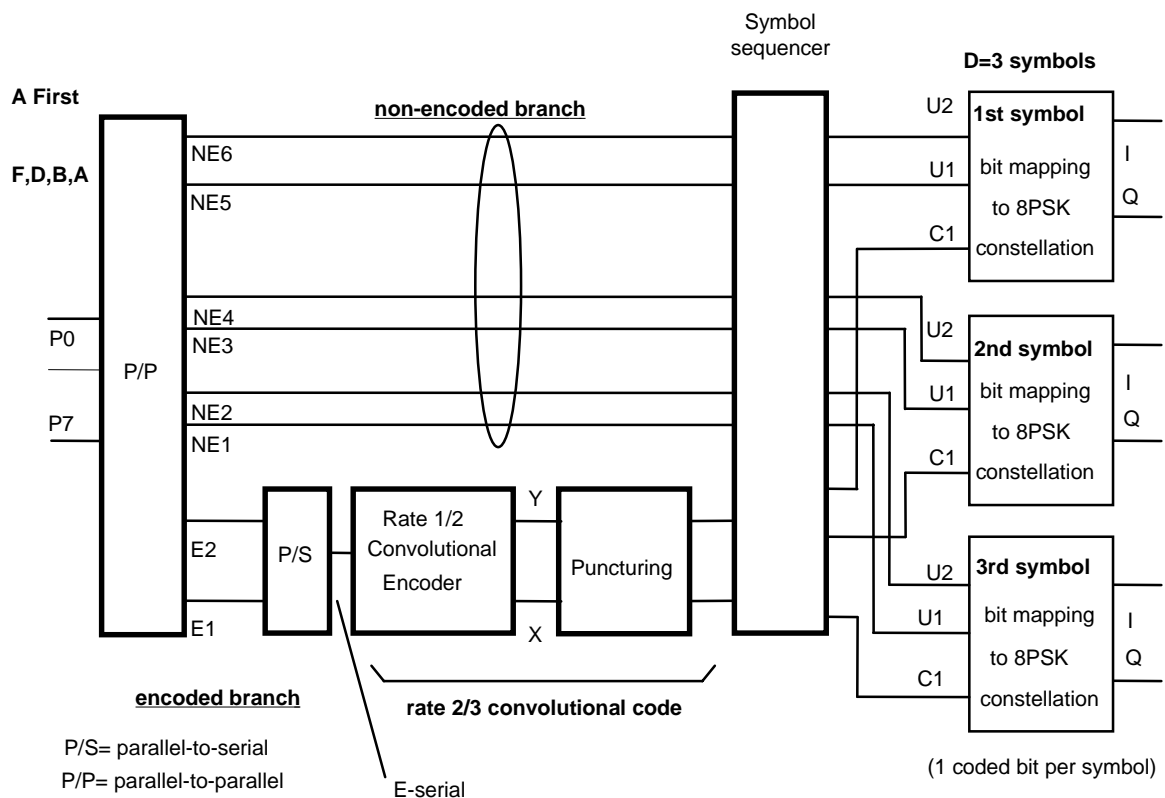 Symbol
sequencer
D=3 symbols
A First
F,D,B,A
non-encoded branch
P0
P7
P/P
NE6
NE5
NE4
NE3
NE2
NE1
E2
E1
P/S
Rate 1/2
Convolutional
Encoder
Y
X
Puncturing
U2
U1
C1
1st symbol
bit mapping
to 8PSK
constellation
I
Q
U2
U1
C1
2nd symbol
bit mapping
to 8PSK
constellation
I
Q
U2
U1
C1
3rd symbol
bit mapping
to 8PSK
constellation
I
Q
encoded branch
rate 2/3 convolutional code
P/S= parallel-to-serial
P/P= parallel-to-parallel
E-serial
(1 coded bit per symbol)